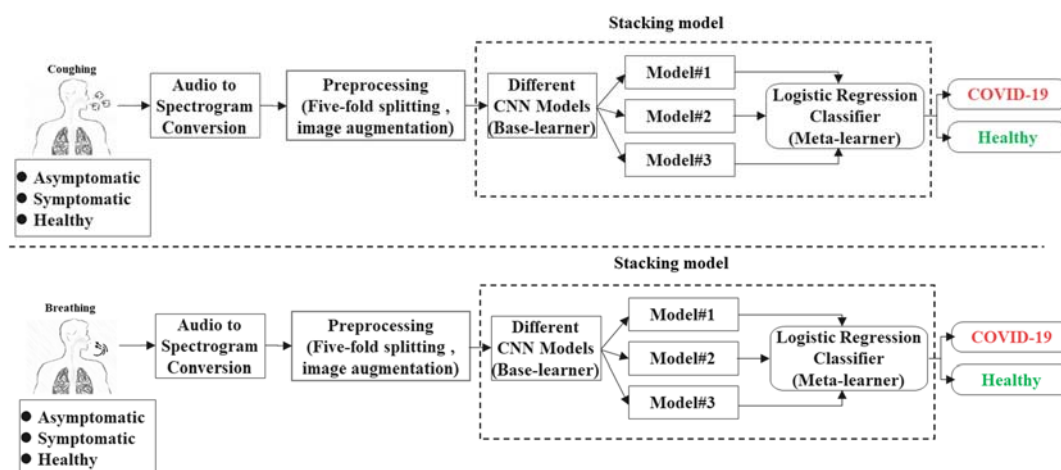 Stacking model
Coughing
Audio to
Spectrogram
Conversion
Preprocessing
(Five-fold splitting ,
image augmentation)
Different
CNN Models
(Base-learner)
Model#1
Model#2
Model#3
Logistic Regression
Classifier
(Meta-learner)
COVID-19
Healthy
● Asymptomatic
● Symptomatic
● Healthy
Stacking model
Breathing
Audio to
Spectrogram
Conversion
Preprocessing
(Five-fold splitting ,
image augmentation)
Different
CNN Models
(Base-learner)
Model#1
Model#2
Model#3
Logistic Regression
Classifier
(Meta-learner)
COVID-19
Healthy
● Asymptomatic
● Symptomatic
● Healthy